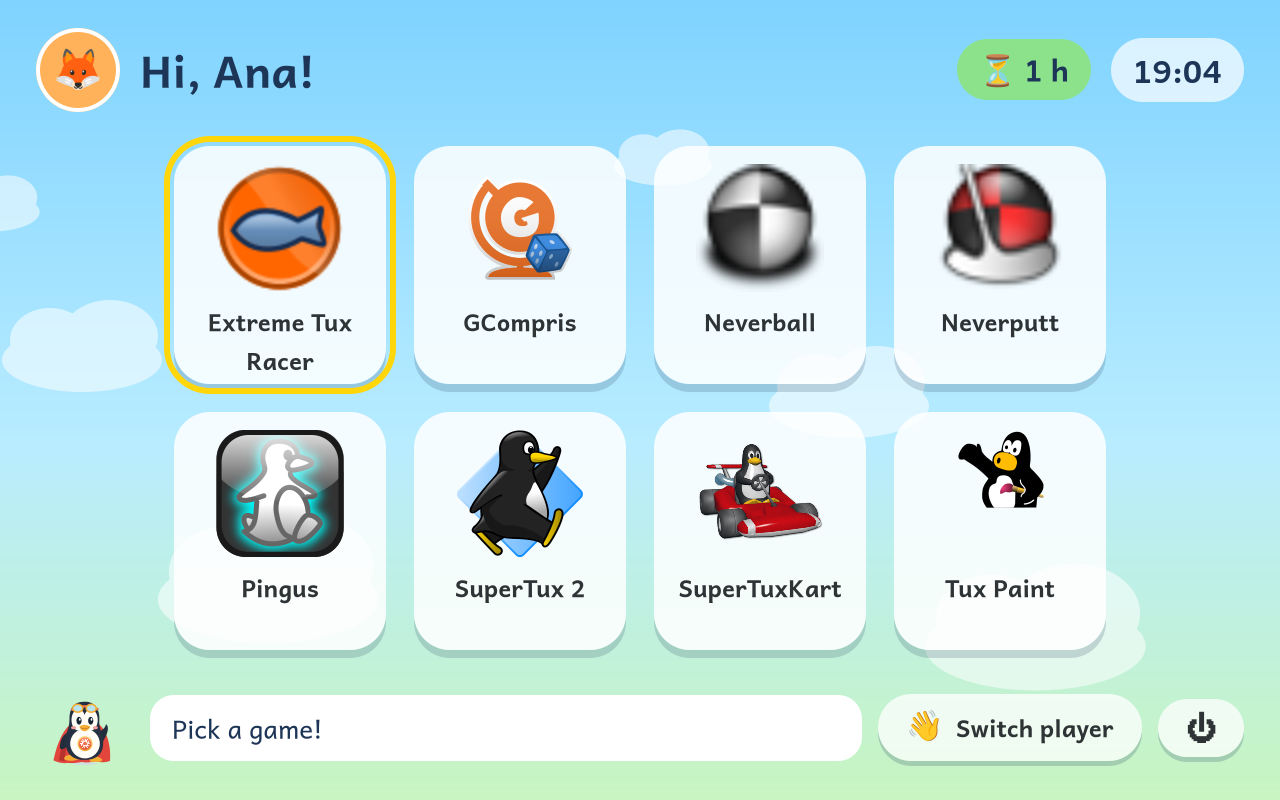 Hi, Ana!
1 h
19:04
Extreme Tux
Racer
GCompris
Neverball
Neverputt
Pingus
SuperTux 2
SuperTuxKart
Tux Paint
Pick a game!
Switch player